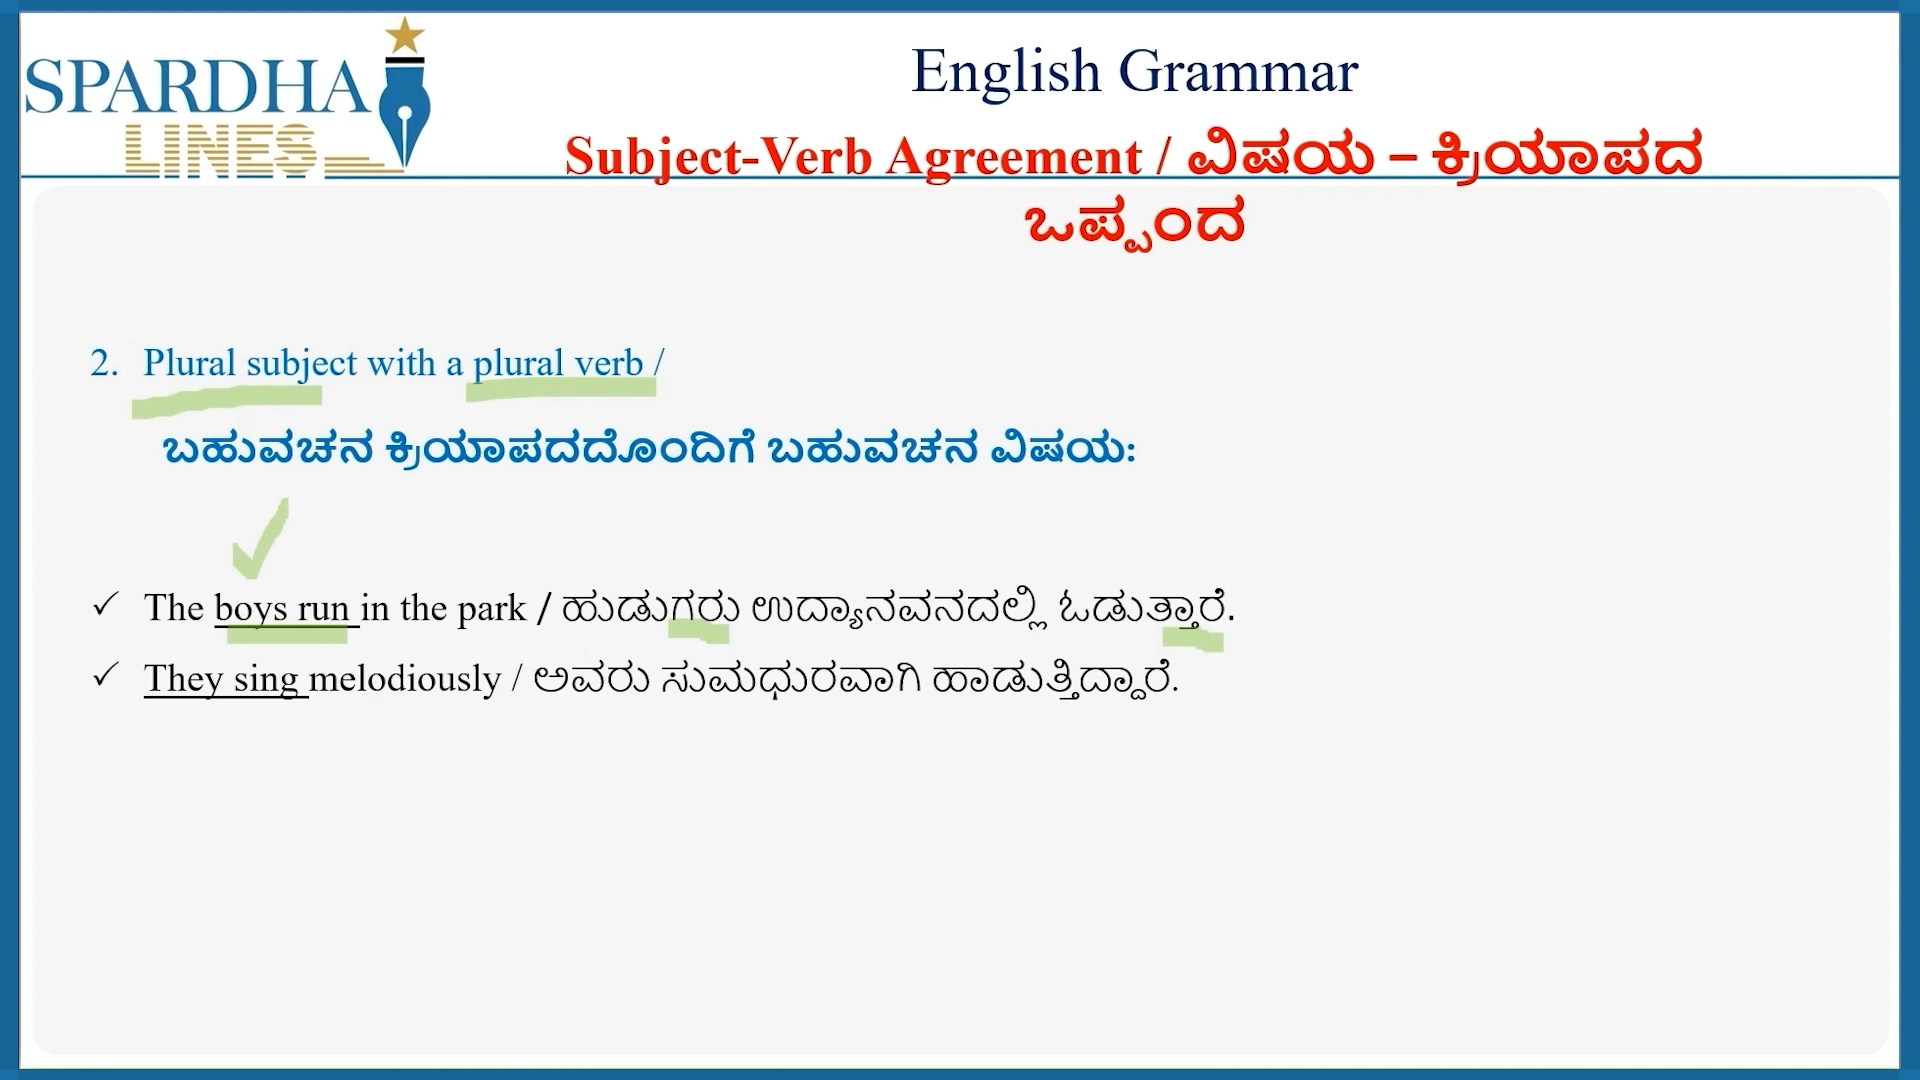 SPARDHA
LINES
English Grammar
Subject-Verb Agreement / ವಿಷಯ – ಕ್ರಿಯಾಪದ
ಒಪ್ಪಂದ
2. Plural subject with a plural verb /
ಬಹುವಚನ ಕ್ರಿಯಾಪದದೊಂದಿಗೆ ಬಹುವಚನ ವಿಷಯ:
✓ The boys run in the park / ಹುಡುಗರು ಉದ್ಯಾನವನದಲ್ಲಿ ಓಡುತ್ತಾರೆ.
✓ They sing melodiously / ಅವರು ಸುಮಧುರವಾಗಿ ಹಾಡುತ್ತಿದ್ದಾರೆ.